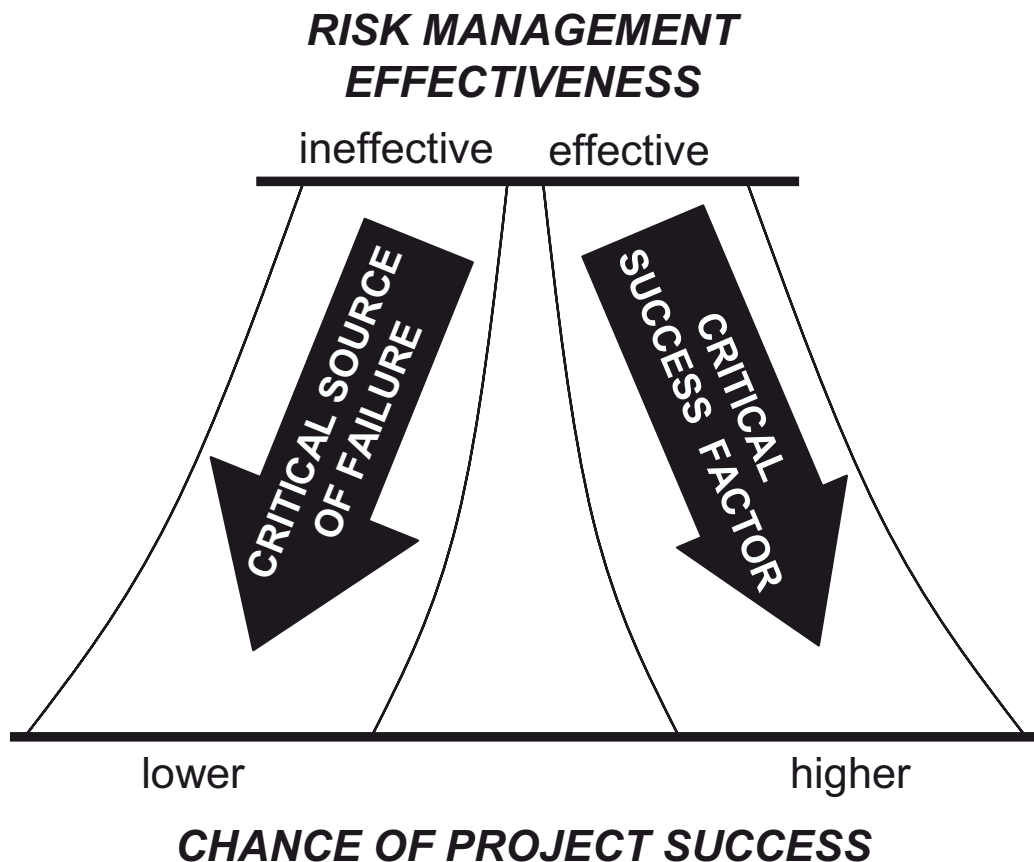 RISK MANAGEMENT
EFFECTIVENESS
ineffective
effective
CRITICAL SOURCE
OF FAILURE
CRITICAL
SUCCESS FACTOR
lower
higher
CHANCE OF PROJECT SUCCESS